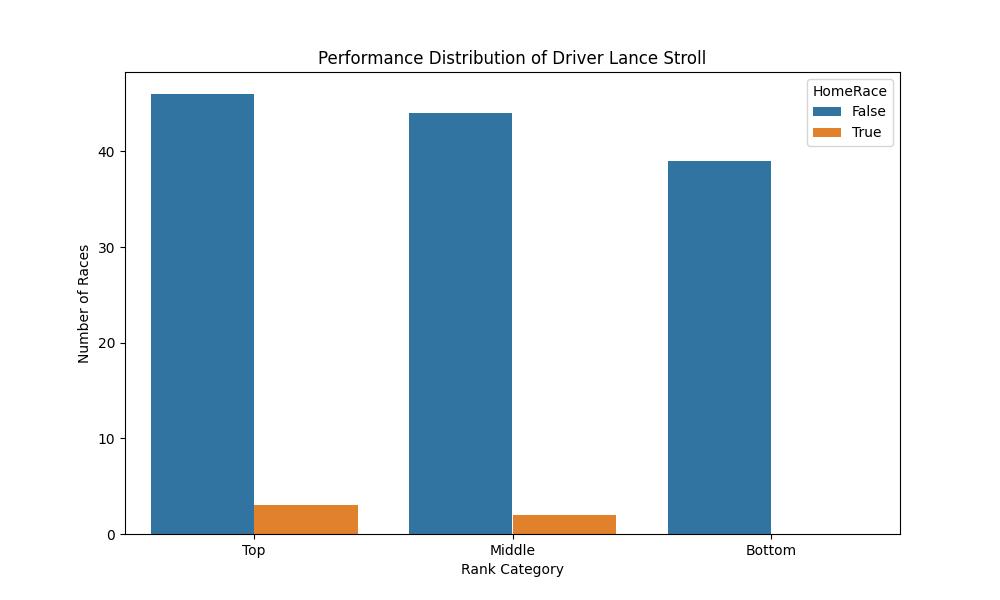 Performance Distribution of Driver Lance Stroll
HomeRace
False
True
Number of Races
40
30
20
10
0
Top
Middle
Bottom
Rank Category